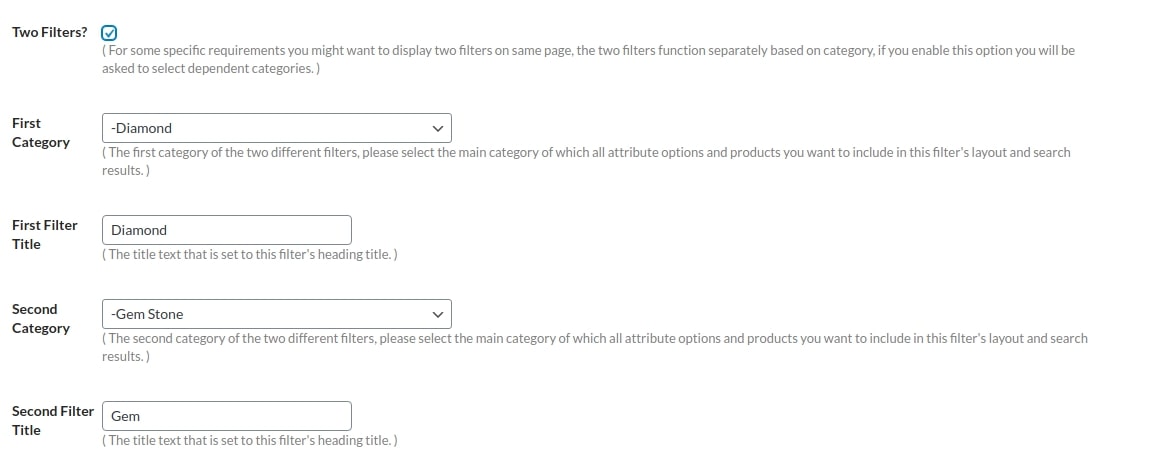 Two Filters?
( For some specific requirements you might want to display two filters on same page, the two filters function separately based on category, if you enable this option you will be
asked to select dependent categories. )
First
Category
-Diamond
( The first category of the two different filters, please select the main category of which all attribute options and products you want to include in this filter's layout and search
results. )
First Filter
Title
Diamond
( The title text that is set to this filter's heading title. )
Second
Category
-Gem Stone
( The second category of the two different filters, please select the main category of which all attribute options and products you want to include in this filter's layout and search
results. )
Second Filter
Title
Gem
( The title text that is set to this filter's heading title. )